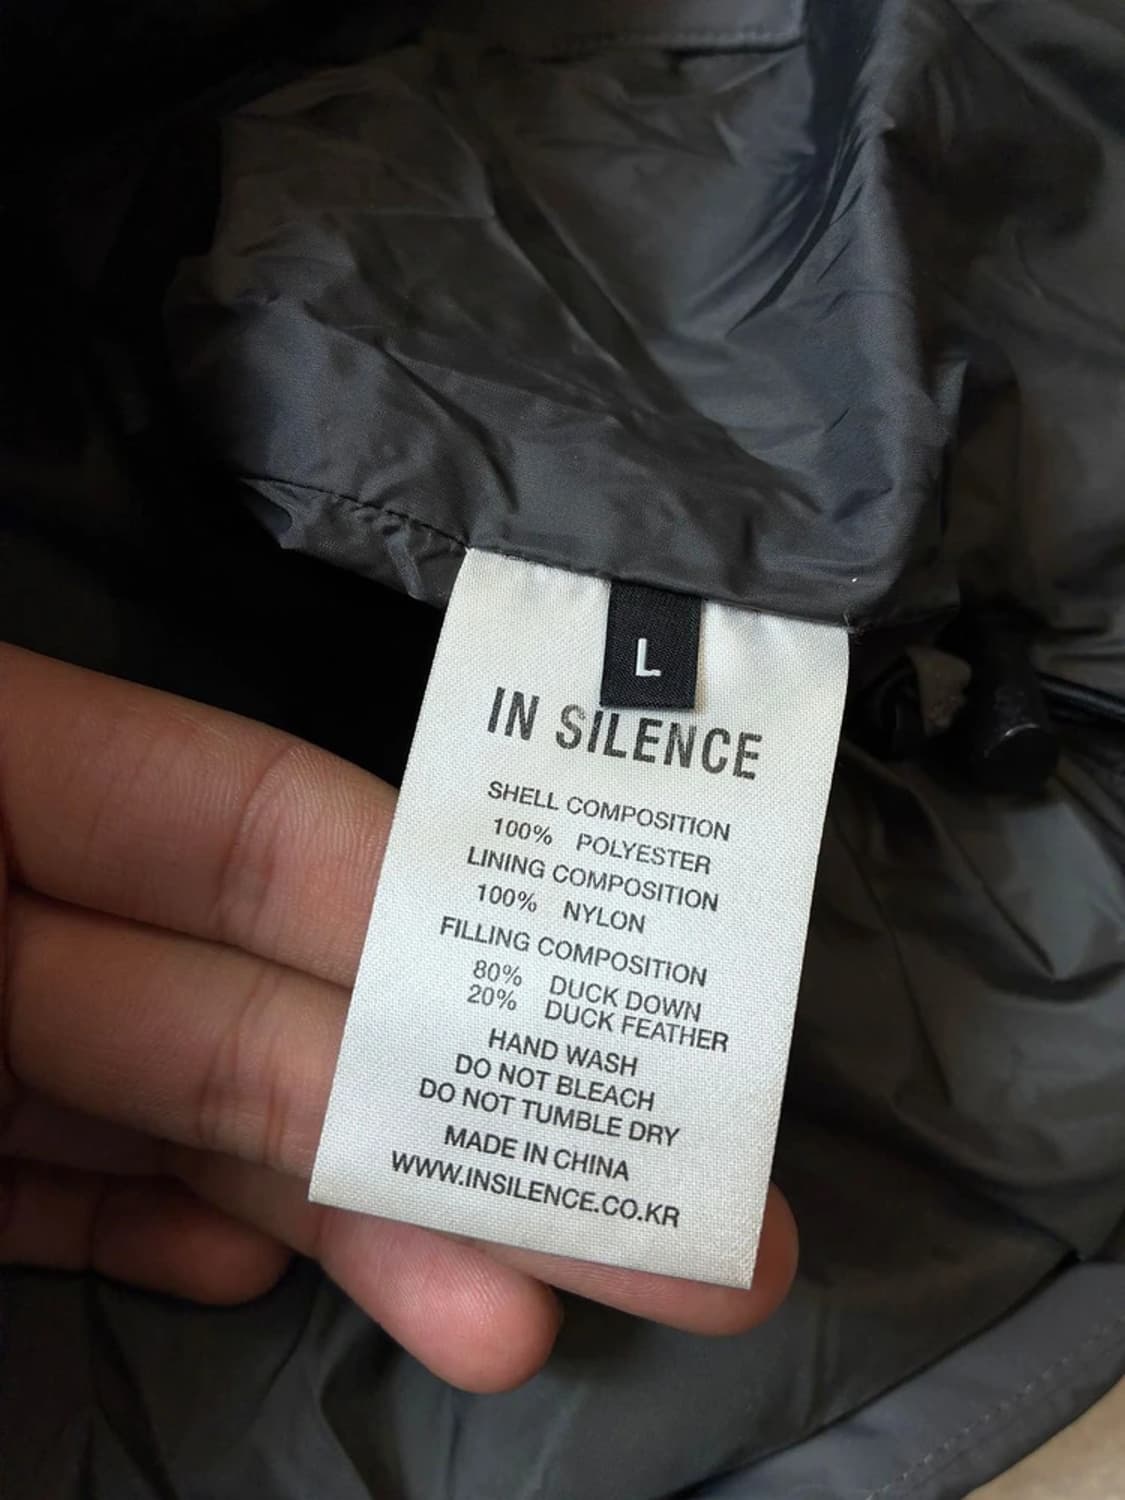 L
IN SILENCE
SHELL COMPOSITION
100% POLYESTER
LINING COMPOSITION
100% NYLON
FILLING COMPOSITION
80% DUCK DOWN
20% DUCK FEATHER
HAND WASH
DO NOT BLEACH
DO NOT TUMBLE DRY
MADE IN CHINA
WWW.INSILENCE.CO.KR